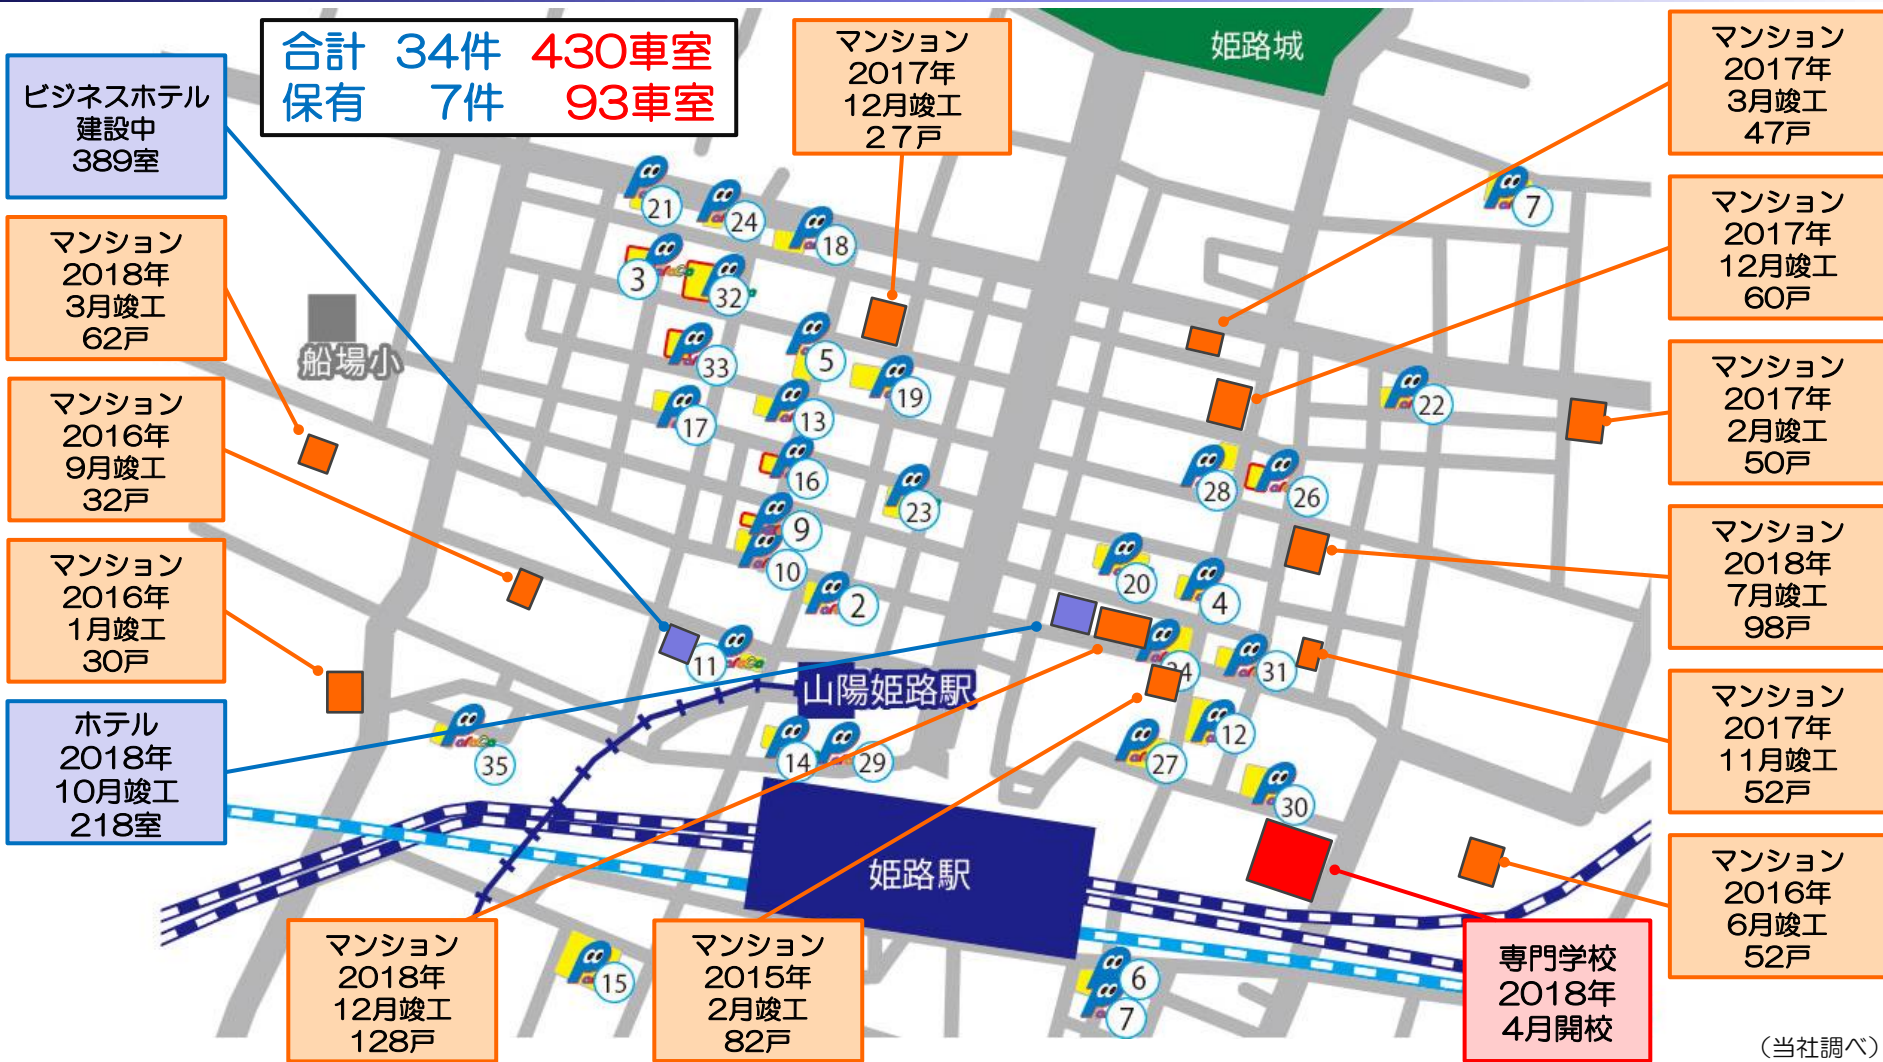 合計 34件 430車室
保有 7件 93車室
ビジネスホテル
建設中
389室
マンション
2018年
3月竣工
62戸
マンション
2016年
9月竣工
32戸
マンション
2016年
1月竣工
30戸
ホテル
2018年
10月竣工
218室
マンション
2017年
12月竣工
27戸
姫路城
マンション
2017年
3月竣工
47戸
マンション
2017年
12月竣工
60戸
マンション
2017年
2月竣工
50戸
マンション
2018年
7月竣工
98戸
マンション
2017年
11月竣工
52戸
マンション
2016年
6月竣工
52戸
船場小
21
24
18
7
3
32
33
5
19
22
17
13
16
23
28
26
9
10
2
20
4
11
24
31
山陽姫路駅
35
14
29
12
27
30
姫路駅
15
6
7
マンション
2018年
12月竣工
128戸
マンション
2015年
2月竣工
82戸
専門学校
2018年
4月開校
(当社調べ)